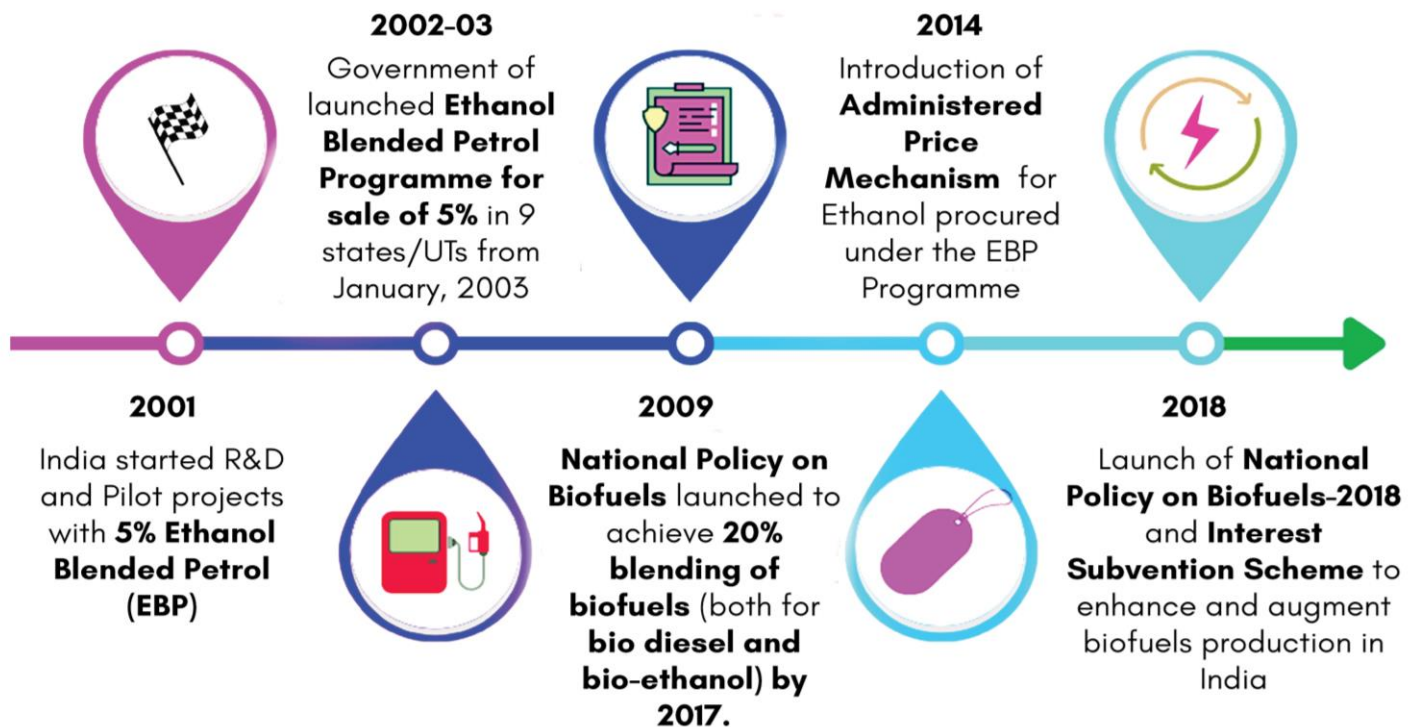 2002-03
Government of
launched Ethanol
Blended Petrol
Programme for
sale of 5% in 9
states/UTs from
January, 2003
2014
Introduction of
Administered
Price
Mechanism for
Ethanol procured
under the EBP
Programme
2001
India started R&D
and Pilot projects
with 5% Ethanol
Blended Petrol
(EBP)
2009
National Policy on
Biofuels launched to
achieve 20%
blending of
biofuels (both for
bio diesel and
bio-ethanol) by
2017.
2018
Launch of National
Policy on Biofuels-2018
and Interest
Subvention Scheme to
enhance and augment
biofuels production in
India